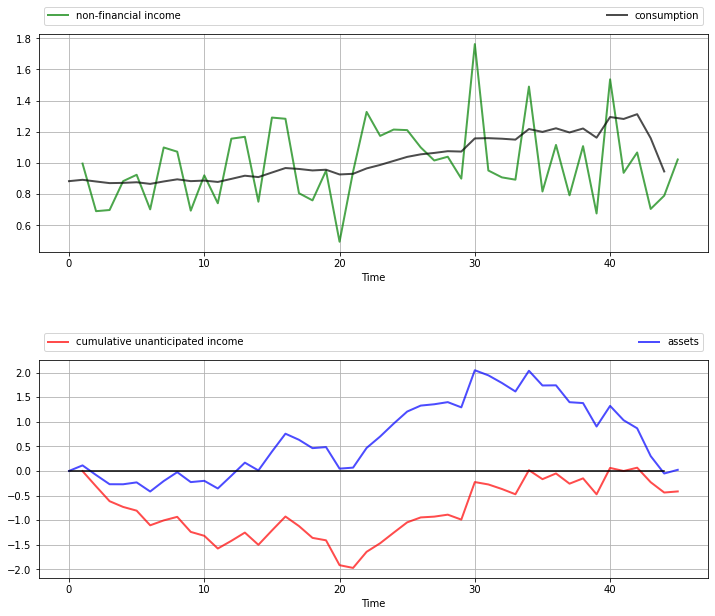 non-financial income consumption
1.8
1.6
1.4
1.2
1.0
0.8
0.6
0 10 20 30 40
Time
cumulative unanticipated income assets
2.0
1.5
1.0
0.5
0.0
−0.5
−1.0
−1.5
−2.0
0 10 20 30 40
Time